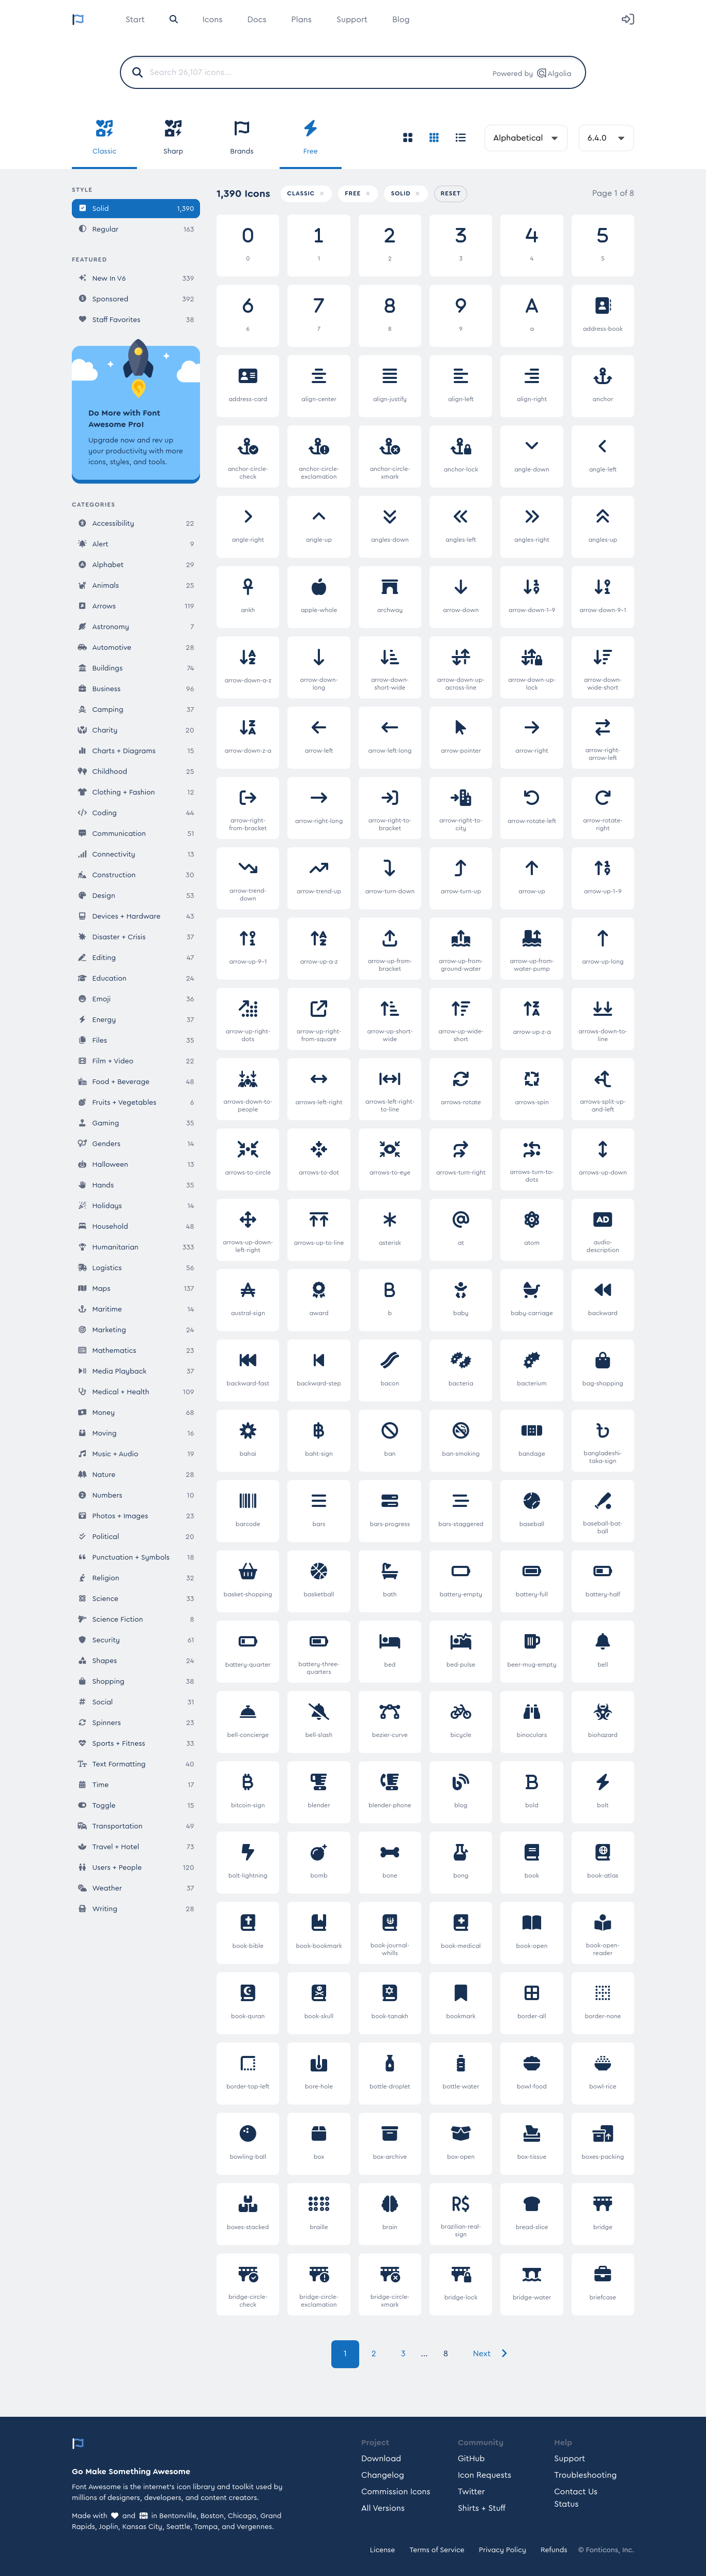 Start Icons Docs Plans Support Blog
Search 26,107 icons...
Powered by Algolia
Classic Sharp Brands Free
Alphabetical 6.4.0
STYLE
Solid 1,390
Regular 163
FEATURED
New In V6 339
Sponsored 392
Staff Favorites 38
Do More with Font
Awesome Pro!
Upgrade now and rev up
your productivity with more
icons, styles, and tools.
CATEGORIES
Accessibility 22
Alert 9
Alphabet 29
Animals 25
Arrows 119
Astronomy 7
Automotive 28
Buildings 74
Business 96
Camping 37
Charity 20
Charts + Diagrams 15
Childhood 25
Clothing + Fashion 12
Coding 44
Communication 51
Connectivity 13
Construction 30
Design 53
Devices + Hardware 43
Disaster + Crisis 37
Editing 47
Education 24
Emoji 36
Energy 37
Files 35
Film + Video 22
Food + Beverage 48
Fruits + Vegetables 6
Gaming 35
Genders 14
Halloween 13
Hands 35
Holidays 14
Household 48
Humanitarian 333
Logistics 56
Maps 137
Maritime 14
Marketing 24
Mathematics 23
Media Playback 37
Medical + Health 109
Money 68
Moving 16
Music + Audio 19
Nature 28
Numbers 10
Photos + Images 23
Political 20
Punctuation + Symbols 18
Religion 32
Science 33
Science Fiction 8
Security 61
Shapes 24
Shopping 38
Social 31
Spinners 23
Sports + Fitness 33
Text Formatting 40
Time 17
Toggle 15
Transportation 49
Travel + Hotel 73
Users + People 120
Weather 37
Writing 28
1,390 Icons CLASSIC × FREE × SOLID × RESET Page 1 of 8
0 1 2 3 4 5
0 1 2 3 4 5
6 7 8 9 A
6 7 8 9 a address-book
address-card align-center align-justify align-left align-right anchor
anchor-circle-check anchor-circle-exclamation anchor-circle-xmark anchor-lock angle-down angle-left
angle-right angle-up angles-down angles-left angles-right angles-up
ankh apple-whole archway arrow-down arrow-down-1-9 arrow-down-9-1
arrow-down-a-z arrow-down-long arrow-down-short-wide arrow-down-up-across-line arrow-down-up-lock arrow-down-wide-short
arrow-down-z-a arrow-left arrow-left-long arrow-pointer arrow-right arrow-right-arrow-left
arrow-right-from-bracket arrow-right-long arrow-right-to-bracket arrow-right-to-city arrow-rotate-left arrow-rotate-right
arrow-trend-down arrow-trend-up arrow-turn-down arrow-turn-up arrow-up arrow-up-1-9
arrow-up-9-1 arrow-up-a-z arrow-up-from-bracket arrow-up-from-ground-water arrow-up-from-water-pump arrow-up-long
arrow-up-right-dots arrow-up-right-from-square arrow-up-short-wide arrow-up-wide-short arrow-up-z-a arrows-down-to-line
arrows-down-to-people arrows-left-right arrows-left-right-to-line arrows-rotate arrows-spin arrows-split-up-and-left
arrows-to-circle arrows-to-dot arrows-to-eye arrows-turn-right arrows-turn-to-dots arrows-up-down
AD
arrows-up-down-left-right arrows-up-to-line asterisk at atom audio-description
B
austral-sign award b baby baby-carriage backward
backward-fast backward-step bacon bacteria bacterium bag-shopping
bahai baht-sign ban ban-smoking bandage bangladeshi-taka-sign
barcode bars bars-progress bars-staggered baseball baseball-bat-ball
basket-shopping basketball bath battery-empty battery-full battery-half
battery-quarter battery-three-quarters bed bed-pulse beer-mug-empty bell
bell-concierge bell-slash bezier-curve bicycle binoculars biohazard
bitcoin-sign blender blender-phone blog bold bolt
bolt-lightning bomb bone bong book book-atlas
book-bible book-bookmark book-journal-whills book-medical book-open book-open-reader
book-quran book-skull book-tanakh bookmark border-all border-none
border-top-left bore-hole bottle-droplet bottle-water bowl-food bowl-rice
bowling-ball box box-archive box-open box-tissue boxes-packing
R$
boxes-stacked braille brain brazilian-real-sign bread-slice bridge
bridge-circle-check bridge-circle-exclamation bridge-circle-xmark bridge-lock bridge-water briefcase
1 2 3 ... 8 Next
Go Make Something Awesome
Font Awesome is the internet's icon library and toolkit used by
millions of designers, developers, and content creators.
Made with and in Bentonville, Boston, Chicago, Grand
Rapids, Joplin, Kansas City, Seattle, Tampa, and Vergennes.
Project
Download
Changelog
Commission Icons
All Versions
Community
GitHub
Icon Requests
Twitter
Shirts + Stuff
Help
Support
Troubleshooting
Contact Us
Status
License Terms of Service Privacy Policy Refunds © Fonticons, Inc.